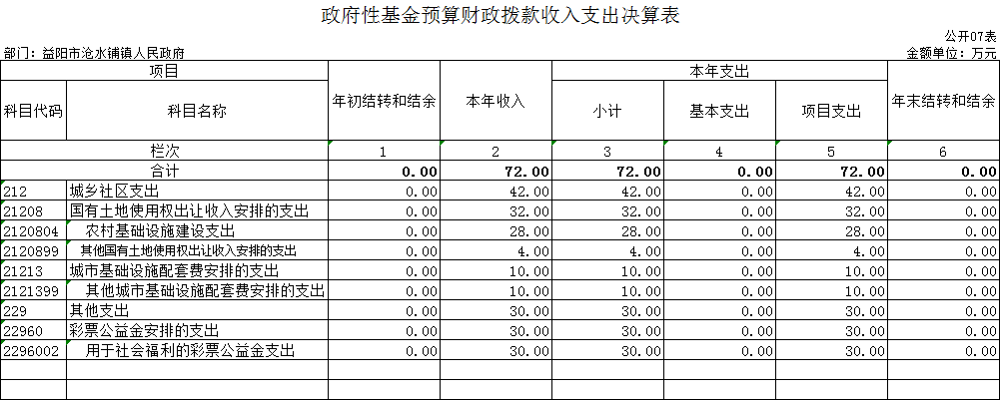 政府性基金预算财政拨款收入支出决算表
公开07表
部门：益阳市沧水铺镇人民政府 金额单位：万元
项目 年初结转和结余 本年收入 本年支出 年末结转和结余
科目代码 科目名称 小计 基本支出 项目支出
栏次 1 2 3 4 5 6
合计 0.00 72.00 72.00 0.00 72.00 0.00
212 城乡社区支出 0.00 42.00 42.00 0.00 42.00 0.00
21208 国有土地使用权出让收入安排的支出 0.00 32.00 32.00 0.00 32.00 0.00
2120804 农村基础设施建设支出 0.00 28.00 28.00 0.00 28.00 0.00
2120899 其他国有土地使用权出让收入安排的支出 0.00 4.00 4.00 0.00 4.00 0.00
21213 城市基础设施配套费安排的支出 0.00 10.00 10.00 0.00 10.00 0.00
2121399 其他城市基础设施配套费安排的支出 0.00 10.00 10.00 0.00 10.00 0.00
229 其他支出 0.00 30.00 30.00 0.00 30.00 0.00
22960 彩票公益金安排的支出 0.00 30.00 30.00 0.00 30.00 0.00
2296002 用于社会福利的彩票公益金支出 0.00 30.00 30.00 0.00 30.00 0.00